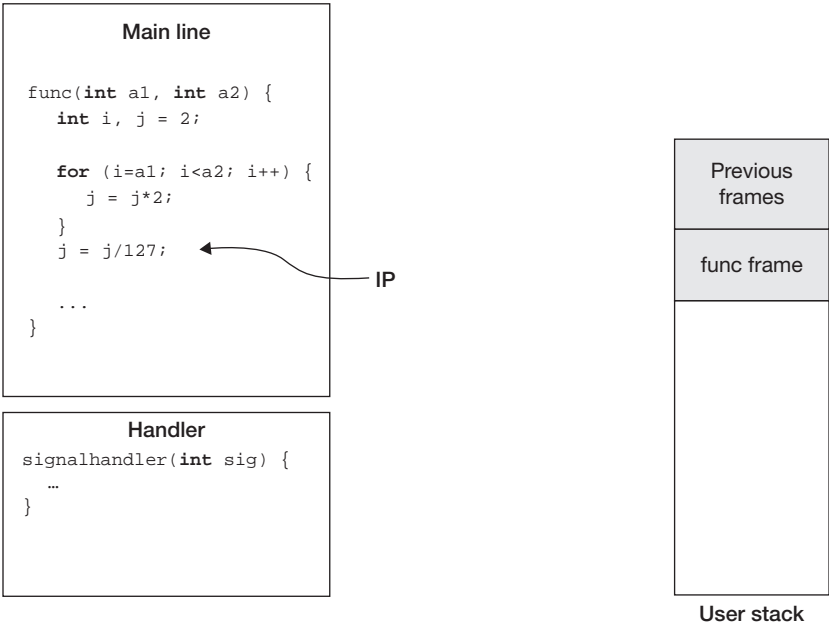 Main line
func(int a1, int a2) {
int i, j = 2;
for (i=a1; i<a2; i++) {
j = j*2;
}
j = j/127;
...
}
IP
Handler
signalhandler(int sig) {
…
}
Previous
frames
func frame
User stack